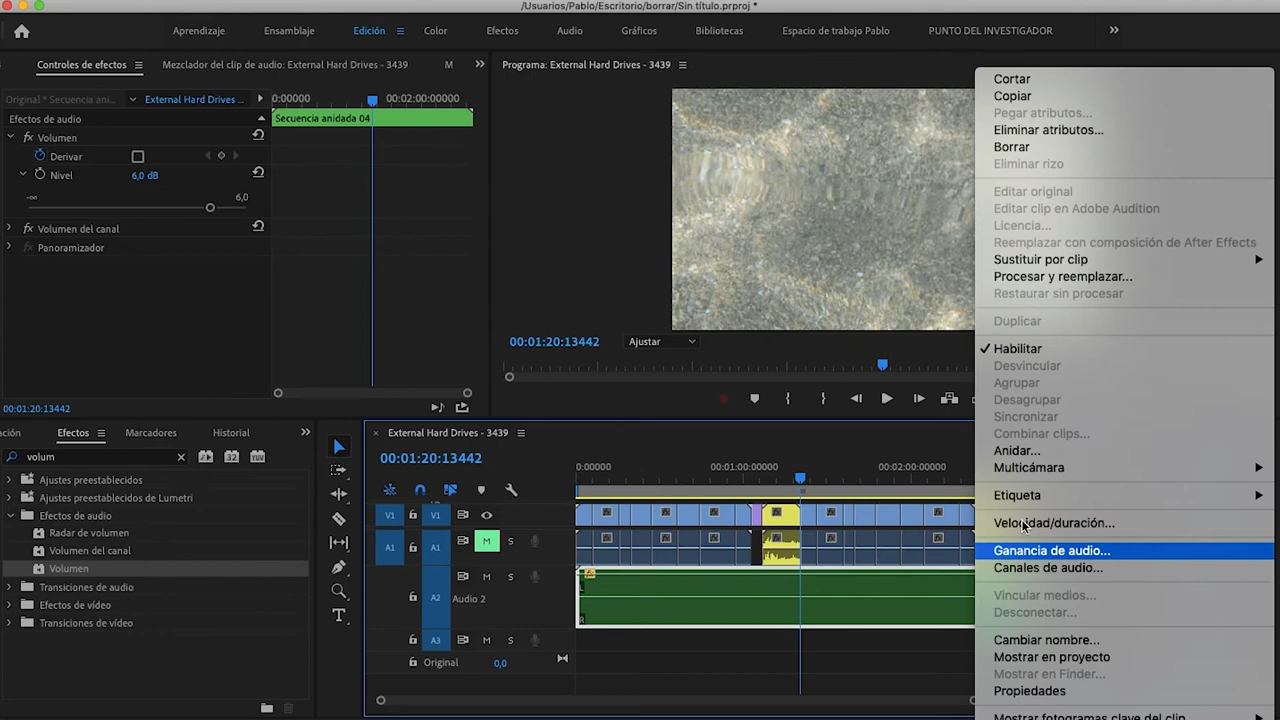 /Usuarios/Pablo/Escritorio/borrar/Sin título.prproj *
Aprendizaje
Ensamblaje
Edición
Color
Efectos
Audio
Gráficos
Bibliotecas
Espacio de trabajo Pablo
PUNTO DEL INVESTIGADOR
Controles de efectos
Mezclador del clip de audio: External Hard Drives - 3439
M
Original * Secuencia ani...
External Hard Drives ...
0:00000
00:02:00:00000
Secuencia anidada 04
Efectos de audio
fx Volumen
Derivar
Nivel
6,0 dB
-∞
6,0
fx Volumen del canal
fx Panoramizador
00:01:20:13442
Programa: External Hard Drives - 3439
00:01:20:13442
Ajustar
ación
Efectos
Marcadores
Historial
volum
32
YUV
Ajustes preestablecidos
Ajustes preestablecidos de Lumetri
Efectos de audio
Radar de volumen
Volumen del canal
Volumen
Transiciones de audio
Efectos de vídeo
Transiciones de vídeo
External Hard Drives - 3439
00:01:20:13442
0:00000
00:01:00:00000
00:02:00:00000
V1
V1
A1
A1
M
S
A2
M
S
Audio 2
L
R
A3
M
S
Original
0,0
Cortar
Copiar
Pegar atributos...
Eliminar atributos...
Borrar
Eliminar rizo
Editar original
Editar clip en Adobe Audition
Licencia...
Reemplazar con composición de After Effects
Sustituir por clip
Procesar y reemplazar...
Restaurar sin procesar
Duplicar
Habilitar
Desvincular
Agrupar
Desagrupar
Sincronizar
Combinar clips...
Anidar...
Multicámara
Etiqueta
Velocidad/duración...
Ganancia de audio...
Canales de audio...
Vincular medios...
Desconectar...
Cambiar nombre...
Mostrar en proyecto
Mostrar en Finder...
Propiedades
Mostrar fotogramas clave del clip